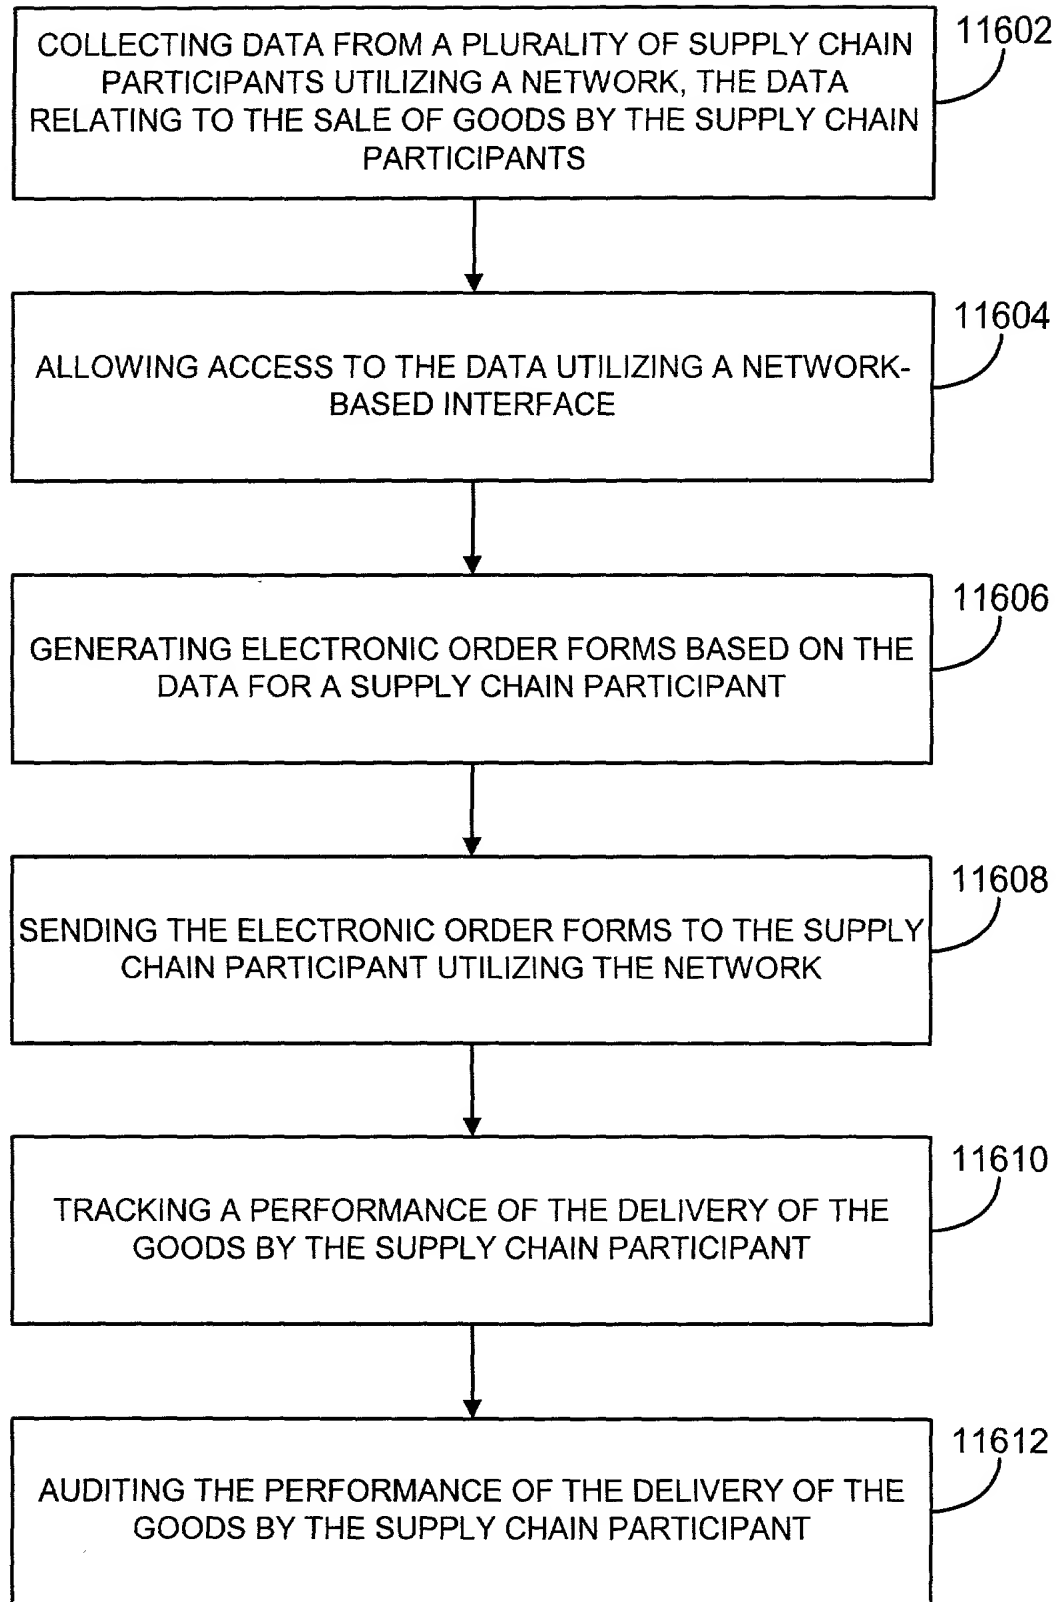 COLLECTING DATA FROM A PLURALITY OF SUPPLY CHAIN
PARTICIPANTS UTILIZING A NETWORK, THE DATA
RELATING TO THE SALE OF GOODS BY THE SUPPLY CHAIN
PARTICIPANTS
11602
ALLOWING ACCESS TO THE DATA UTILIZING A NETWORK-
BASED INTERFACE
11604
GENERATING ELECTRONIC ORDER FORMS BASED ON THE
DATA FOR A SUPPLY CHAIN PARTICIPANT
11606
SENDING THE ELECTRONIC ORDER FORMS TO THE SUPPLY
CHAIN PARTICIPANT UTILIZING THE NETWORK
11608
TRACKING A PERFORMANCE OF THE DELIVERY OF THE
GOODS BY THE SUPPLY CHAIN PARTICIPANT
11610
AUDITING THE PERFORMANCE OF THE DELIVERY OF THE
GOODS BY THE SUPPLY CHAIN PARTICIPANT
11612